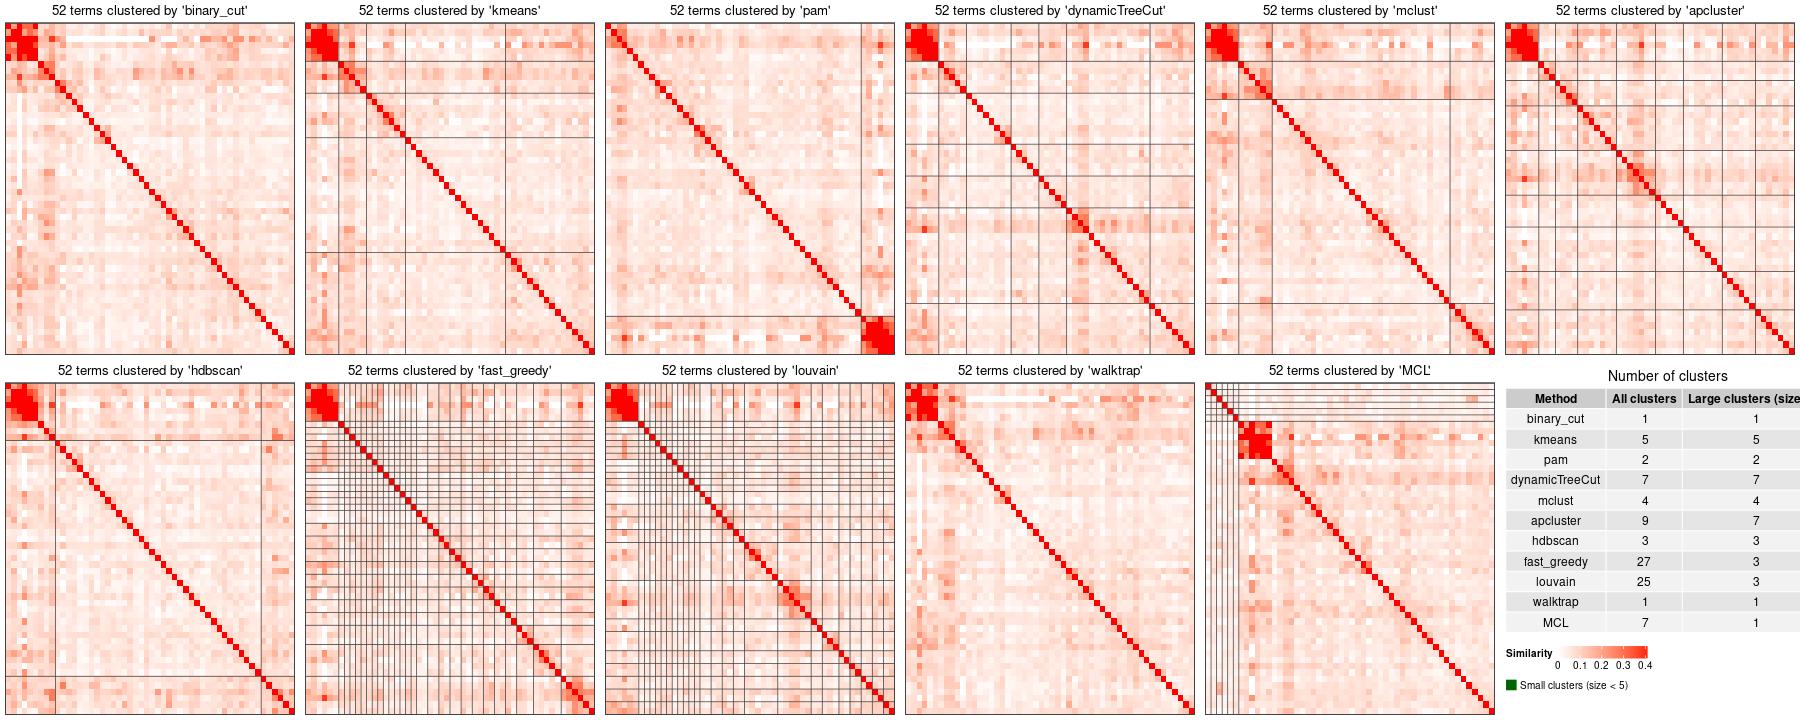 52 terms clustered by 'binary_cut'
52 terms clustered by 'kmeans'
52 terms clustered by 'pam'
52 terms clustered by 'dynamicTreeCut'
52 terms clustered by 'mclust'
52 terms clustered by 'apcluster'
52 terms clustered by 'hdbscan'
52 terms clustered by 'fast_greedy'
52 terms clustered by 'louvain'
52 terms clustered by 'walktrap'
52 terms clustered by 'MCL'
Number of clusters
Method All clusters Large clusters (size
binary_cut 1 1
kmeans 5 5
pam 2 2
dynamicTreeCut 7 7
mclust 4 4
apcluster 9 7
hdbscan 3 3
fast_greedy 27 3
louvain 25 3
walktrap 1 1
MCL 7 1
Similarity
0 0.1 0.2 0.3 0.4
Small clusters (size < 5)